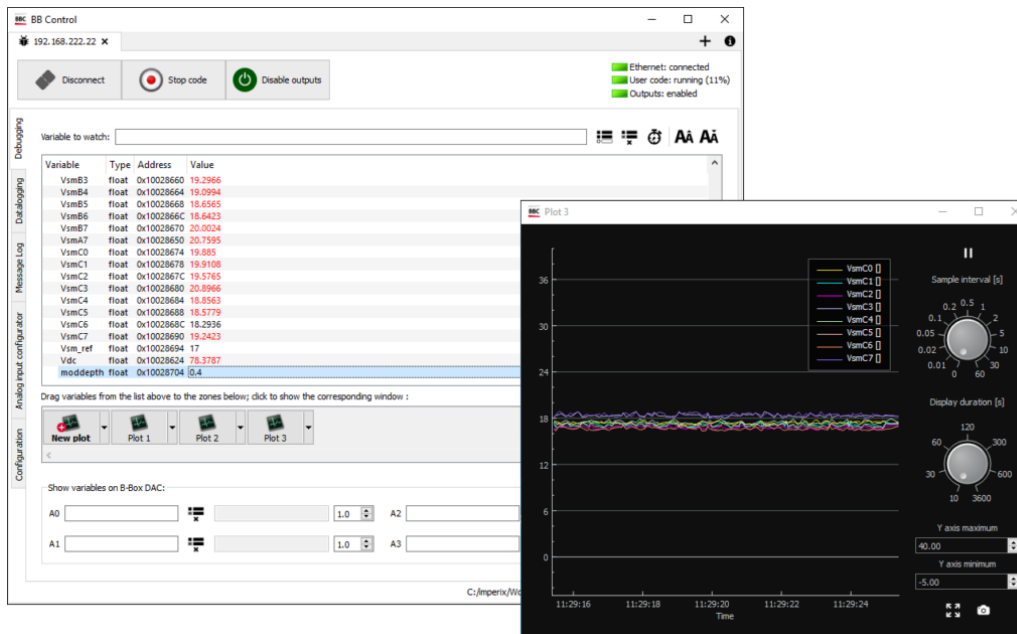 BBC BB Control
192.168.222.22
Disconnect
Stop code
Disable outputs
Ethernet: connected
User code: running (11%)
Outputs: enabled
Debugging
Datalogging
Message Log
Analog input configurator
Configuration
Variable to watch:
AÂ AǍ
Variable Type Address Value
VsmB3 float 0x10028660 19.2966
VsmB4 float 0x10028664 19.0994
VsmB5 float 0x10028668 18.6565
VsmB6 float 0x1002866C 18.6423
VsmB7 float 0x10028670 20.0024
VsmA7 float 0x10028650 20.7595
VsmC0 float 0x10028674 19.885
VsmC1 float 0x10028678 19.9108
VsmC2 float 0x1002867C 19.5765
VsmC3 float 0x10028680 20.8966
VsmC4 float 0x10028684 18.8563
VsmC5 float 0x10028688 18.5779
VsmC6 float 0x1002868C 18.2936
VsmC7 float 0x10028690 19.2423
Vsm_ref float 0x10028694 17
Vdc float 0x10028624 78.3787
moddepth float 0x10028704 0.4
Drag variables from the list above to the zones below; click to show the corresponding window :
New plot
Plot 1
Plot 2
Plot 3
Show variables on B-Box DAC:
A0
1.0
A2
A1
1.0
A3
C:/imperix/Wo
BBC Plot 3
36
30
24
18
12
6
0
VsmC0 []
VsmC1 []
VsmC2 []
VsmC3 []
VsmC4 []
VsmC5 []
VsmC6 []
VsmC7 []
11:29:16 11:29:18 11:29:20 11:29:22 11:29:24
Time
Sample interval [s]
0.2 0.5 1
0.1 2
0.05 5
0.02 10
0.01 30
0 60
Display duration [s]
120
60 300
30 600
10 3600
Y axis maximum
40.00
Y axis minimum
-5.00